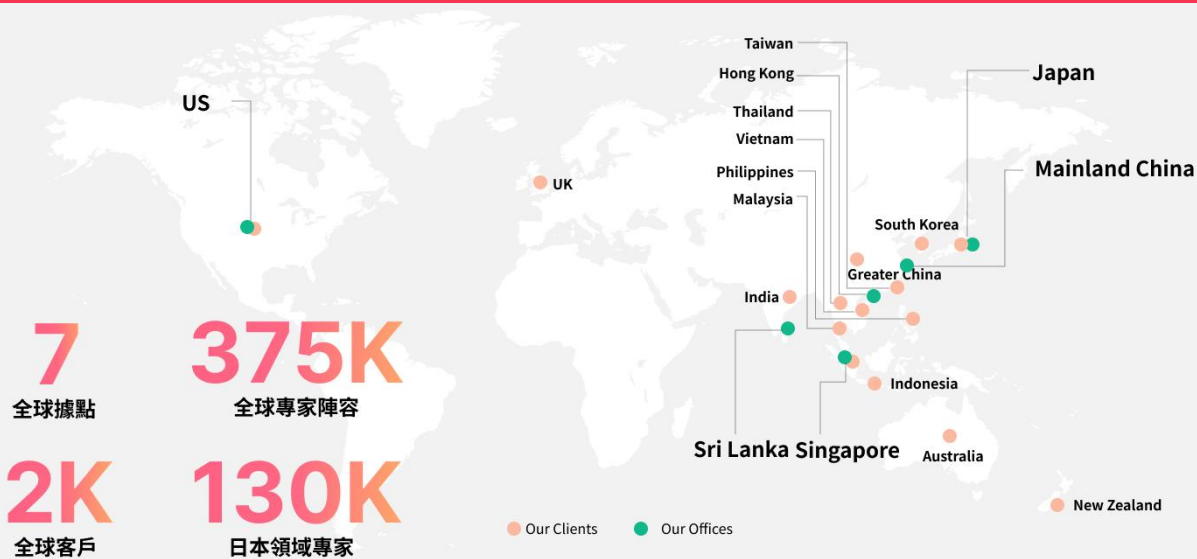 US
UK
Taiwan
Hong Kong
Thailand
Vietnam
Philippines
Malaysia
Japan
Mainland China
South Korea
Greater China
India
Sri Lanka
Singapore
Indonesia
Australia
New Zealand
7
全球據點
375K
全球專家陣容
2K
全球客戶
130K
日本領域專家
Our Clients
Our Offices